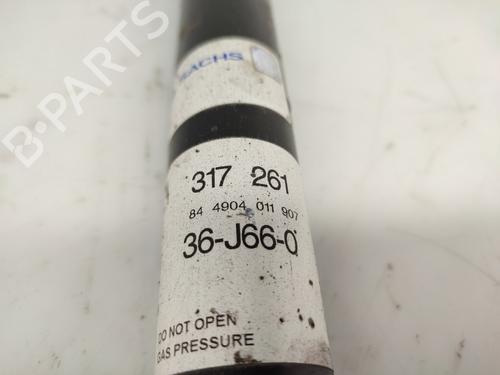 SACHS
317 261
84 4904 011 907
36-J66-0
DO NOT OPEN
GAS PRESSURE
B-PARTS